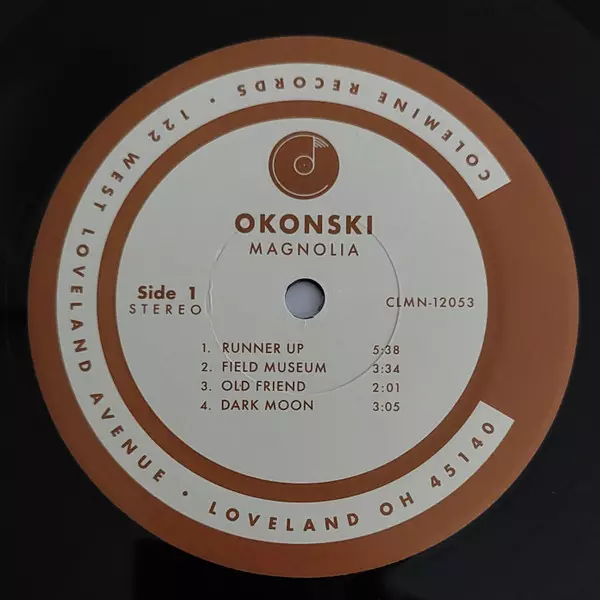 COLEMINE RECORDS • 122 WEST LOVELAND AVENUE • LOVELAND OH 45140
OKONSKI
MAGNOLIA
Side 1
STEREO
CLMN-12053
1. RUNNER UP 5:38
2. FIELD MUSEUM 3:34
3. OLD FRIEND 2:01
4. DARK MOON 3:05